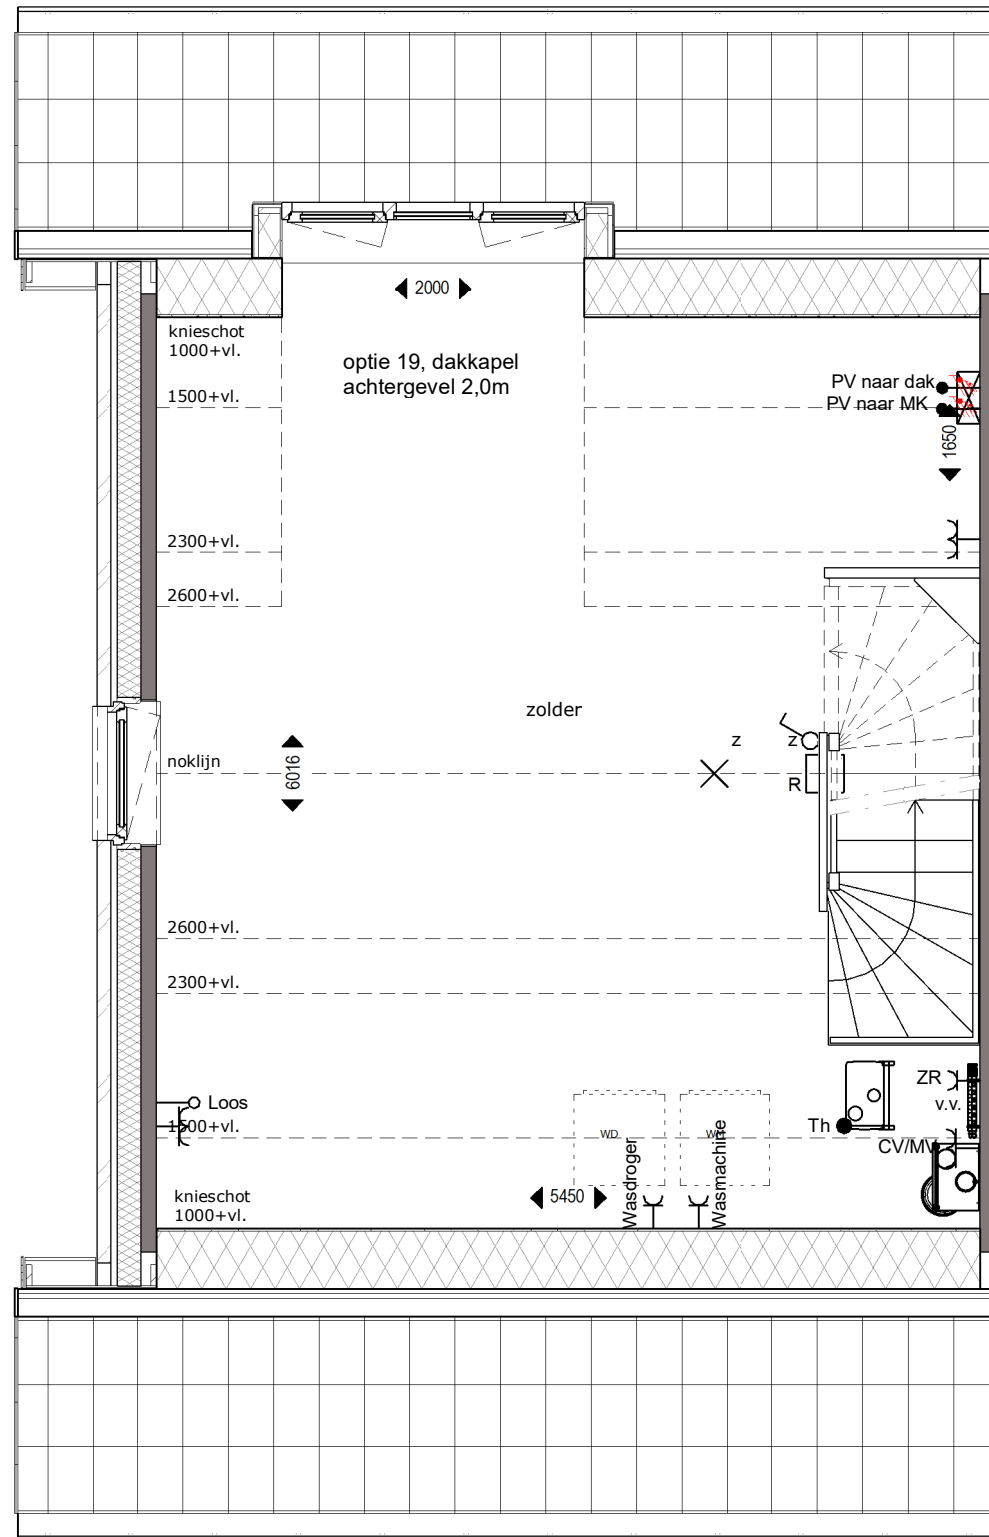 2000
knieschot
1000+vl.
optie 19, dakkapel
achtergevel 2,0m
1500+vl.
PV naar dak
PV naar MK
1650
2300+vl.
2600+vl.
zolder
z
z
noklijn
6016
R
2600+vl.
2300+vl.
ZR
v.v.
Loos
Th
1500+vl.
CV/MV
WD
Wasdroger
Wasmachine
knieschot
1000+vl.
5450